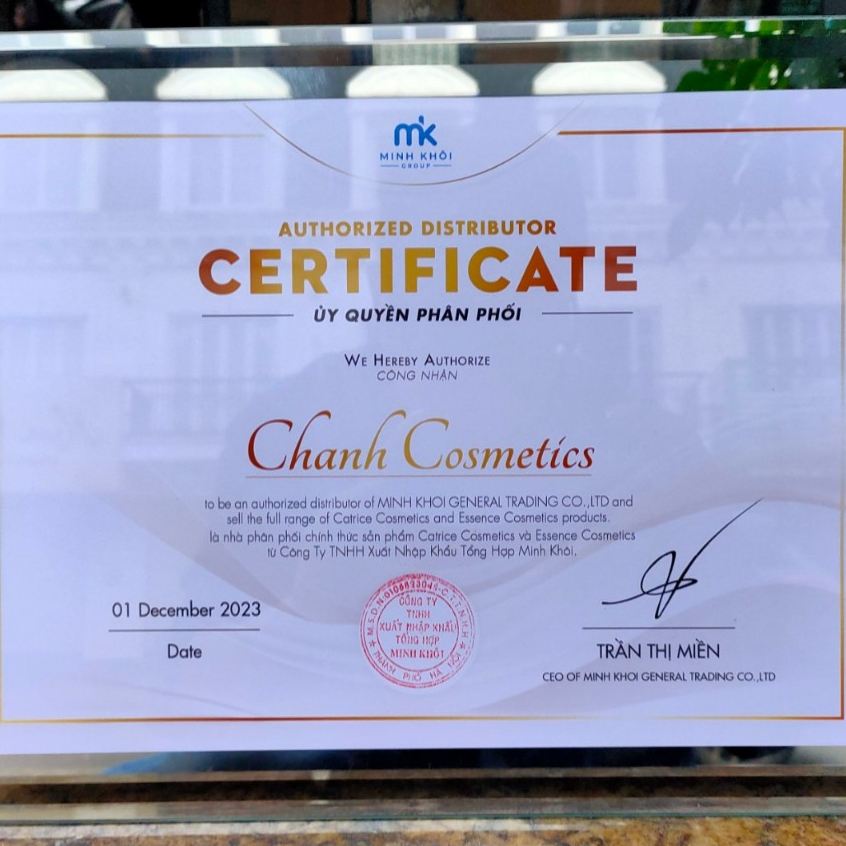 mk
MINH KHÔI
GROUP
AUTHORIZED DISTRIBUTOR
CERTIFICATE
ỦY QUYỀN PHÂN PHỐI
WE HEREBY AUTHORIZE
CÔNG NHẬN
Chanh Cosmetics
to be an authorized distributor of MINH KHOI GENERAL TRADING CO.,LTD and
sell the full range of Catrice Cosmetics and Essence Cosmetics products.
là nhà phân phối chính thức sản phẩm Catrice Cosmetics và Essence Cosmetics
từ Công Ty TNHH Xuất Nhập Khẩu Tổng Hợp Minh Khôi.
01 December 2023
Date
CÔNG TY
TNHH
XUẤT NHẬP KHẨU
TỔNG HỢP
MINH KHÔI
THÀNH PHỐ HÀ NỘI
TRẦN THỊ MIỀN
CEO OF MINH KHOI GENERAL TRADING CO.,LTD